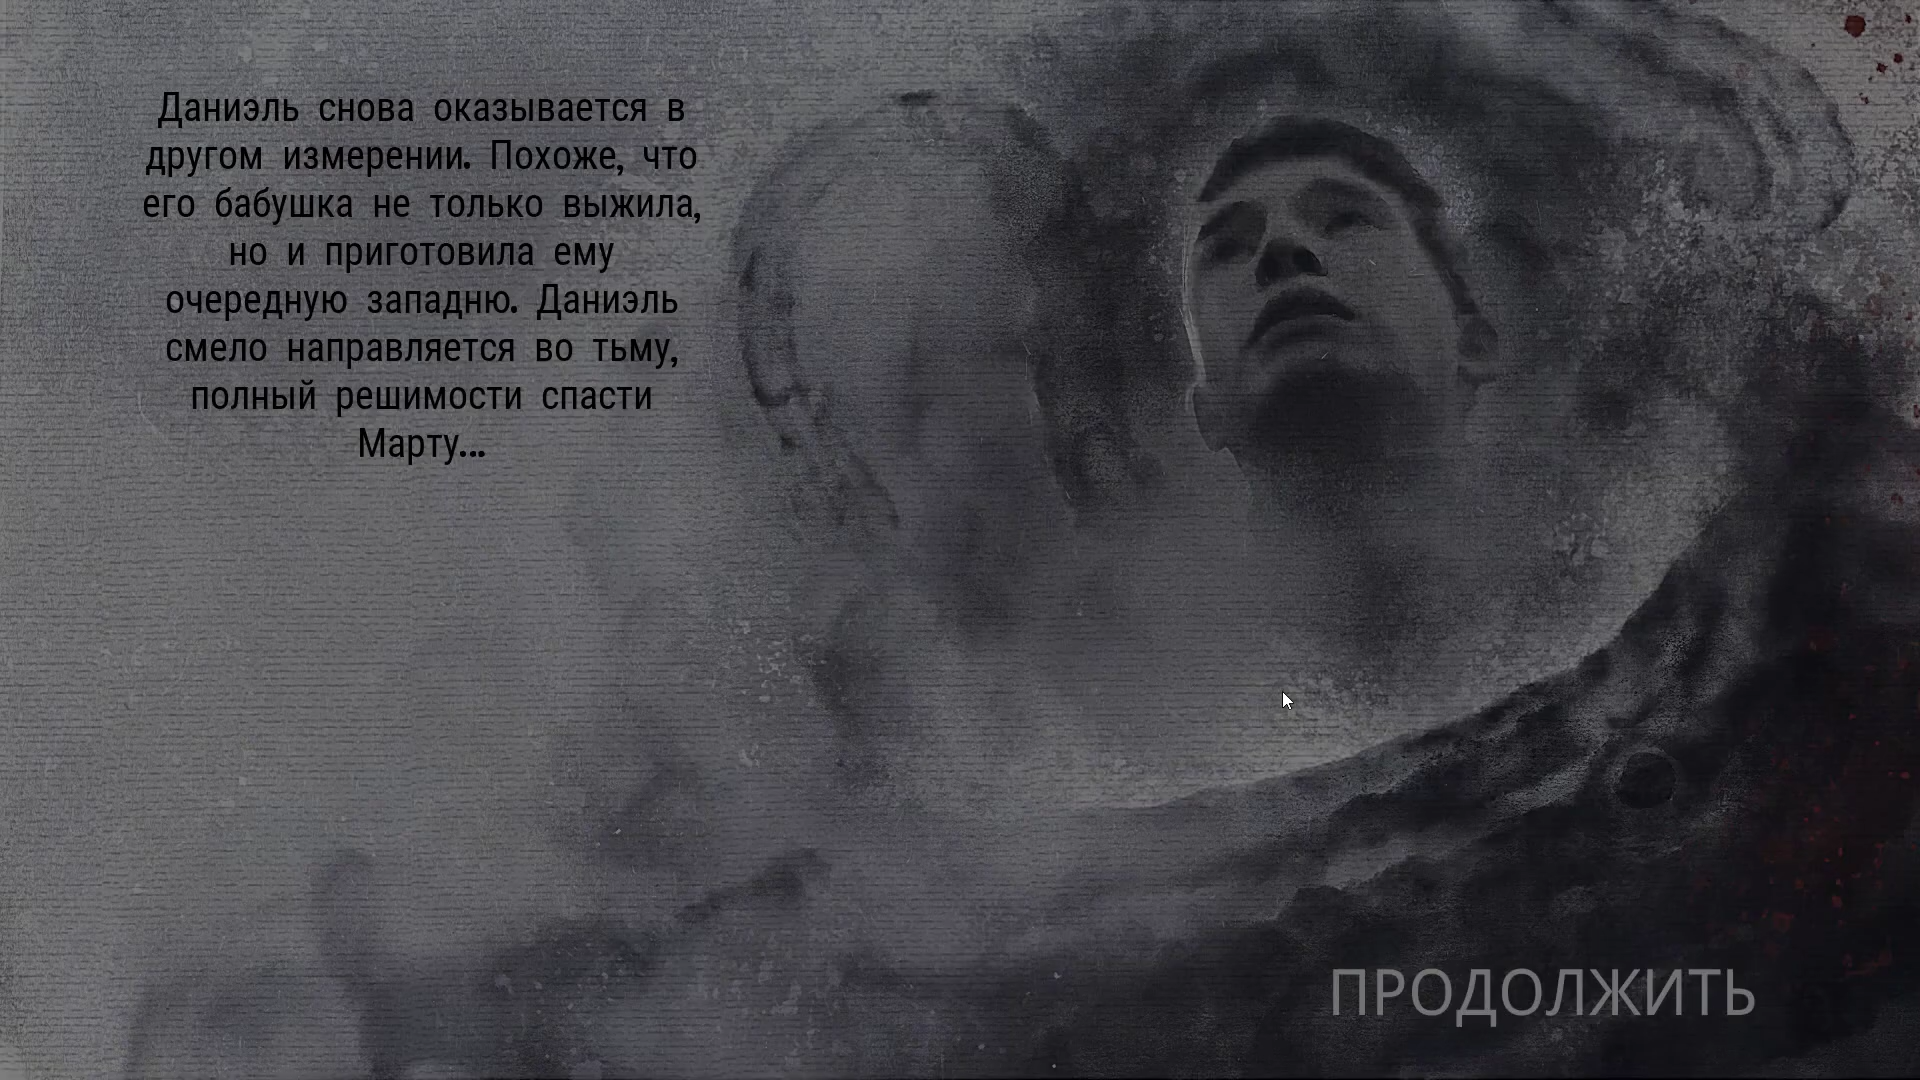 Даниэль снова оказывается в
другом измерении. Похоже, что
его бабушка не только выжила,
но и приготовила ему
очередную западню. Даниэль
смело направляется во тьму,
полный решимости спасти
Марту...
ПРОДОЛЖИТЬ